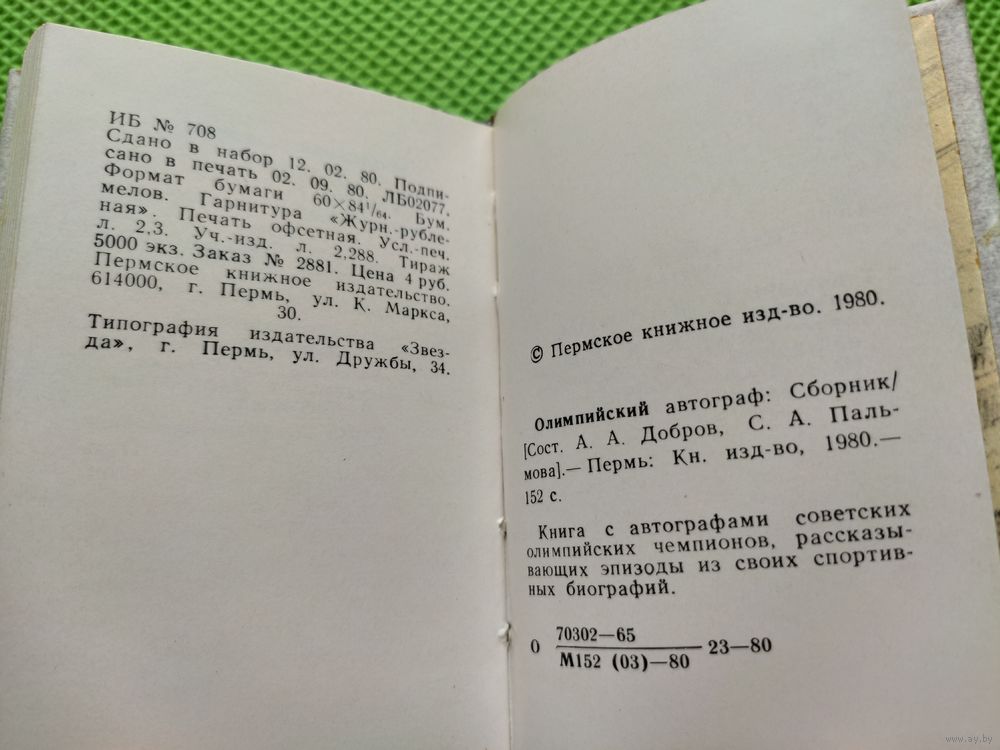 ИБ № 708
Сдано в набор 12. 02. 80. Подпи-
сано в печать 02. 09. 80. ЛБ02077.
Формат бумаги 60×84¹/₆₄. Бум.
мелов. Гарнитура «Журн.-рубле-
ная». Печать офсетная. Усл.-печ.
л. 2,3. Уч.-изд. л. 2,288. Тираж
5000 экз. Заказ № 2881. Цена 4 руб.
Пермское книжное издательство.
614000, г. Пермь, ул. К. Маркса,
30.
Типография издательства «Звез-
да», г. Пермь, ул. Дружбы, 34.
© Пермское книжное изд-во. 1980.
Олимпийский автограф: Сборник/
[Сост. А. А. Добров, С. А. Паль-
мова].— Пермь: Кн. изд-во, 1980.—
152 с.
Книга с автографами советских
олимпийских чемпионов, рассказы-
вающих эпизоды из своих спортив-
ных биографий.
О 70302—65
М152 (03)—80 23—80
www.ay.by